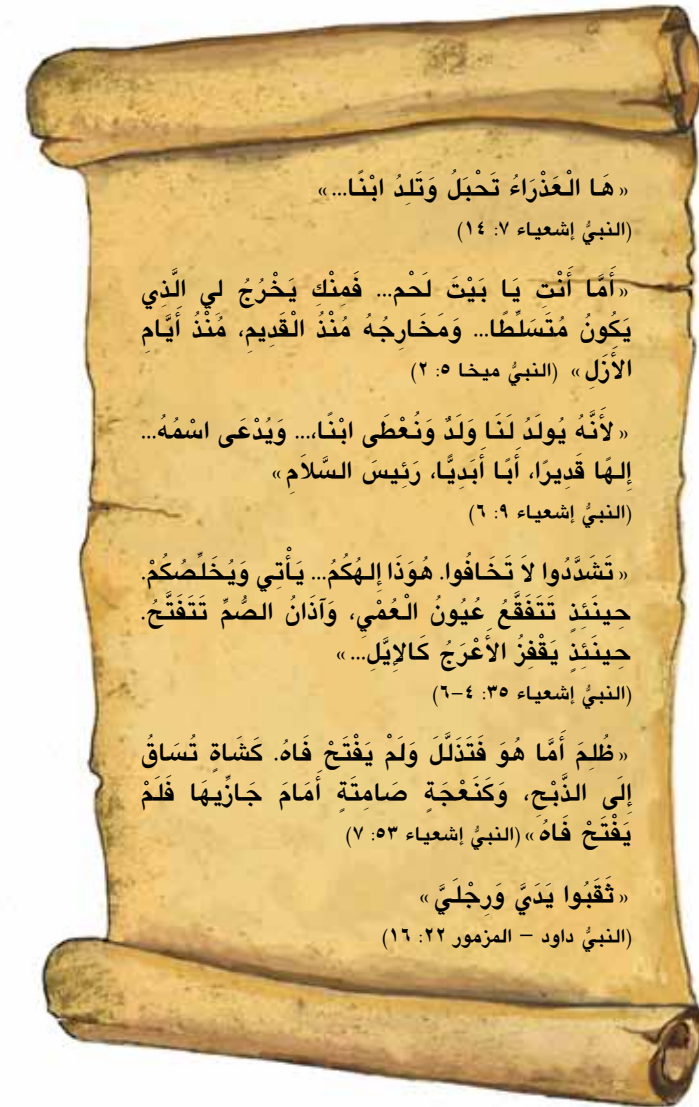 «هَا الْعَذْرَاءُ تَحْبَلُ وَتَلِدُ ابْنًا...»
(النبيُّ إشعياء ٧: ١٤)
«أَمَّا أَنْتِ يَا بَيْتَ لَحْمِ... فَمِنْكِ يَخْرُجُ لِي الَّذِي
يَكُونُ مُتَسَلِّطًا... وَمَخَارِجُهُ مُنْذُ الْقَدِيمِ، مُنْذُ أَيَّامِ
الأَزَلِ» (النبيُّ ميخا ٥: ٢)
«لأَنَّهُ يُولَدُ لَنَا وَلَدٌ وَنُعْطَى ابْنًا،... وَيُدْعَى اسْمُهُ...
إِلهًا قَدِيرًا، أَبًا أَبَدِيًّا، رَئِيسَ السَّلاَمِ»
(النبيُّ إشعياء ٩: ٦)
«تَشَدَّدُوا لاَ تَخَافُوا. هُوَذَا إِلهُكُمُ... يَأْتِي وَيُخَلِّصُكُمْ.
حِينَئِذٍ تَتَفَقَّعُ عُيُونُ الْعُمْيِ، وَآذَانُ الصُّمِّ تَتَفَتَّحُ.
حِينَئِذٍ يَقْفِزُ الأَعْرَجُ كَالإِيَّلِ...»
(النبيُّ إشعياء ٣٥: ٤-٦)
«ظُلِمَ أَمَّا هُوَ فَتَذَلَّلَ وَلَمْ يَفْتَحْ فَاهُ. كَشَاةٍ تُسَاقُ
إِلَى الذَّبْحِ، وَكَنَعْجَةٍ صَامِتَةٍ أَمَامَ جَازِّيهَا فَلَمْ
يَفْتَحْ فَاهُ» (النبيُّ إشعياء ٥٣: ٧)
«ثَقَبُوا يَدَيَّ وَرِجْلَيَّ»
(النبيُّ داود – المزمور ٢٢: ١٦)